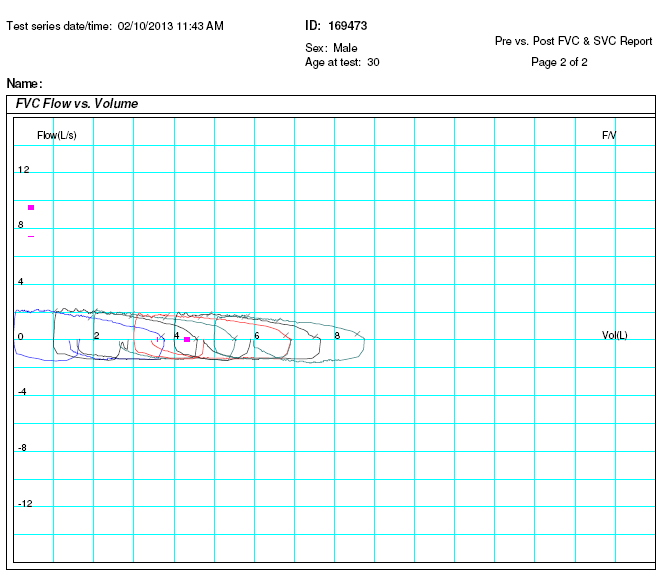 Test series date/time: 02/10/2013 11:43 AM
ID: 169473
Sex: Male
Age at test: 30
Pre vs. Post FVC & SVC Report
Page 2 of 2
Name:
FVC Flow vs. Volume
Flow(L/s)
F/V
12
8
4
0 2 4 6 8 Vol(L)
-4
-8
-12